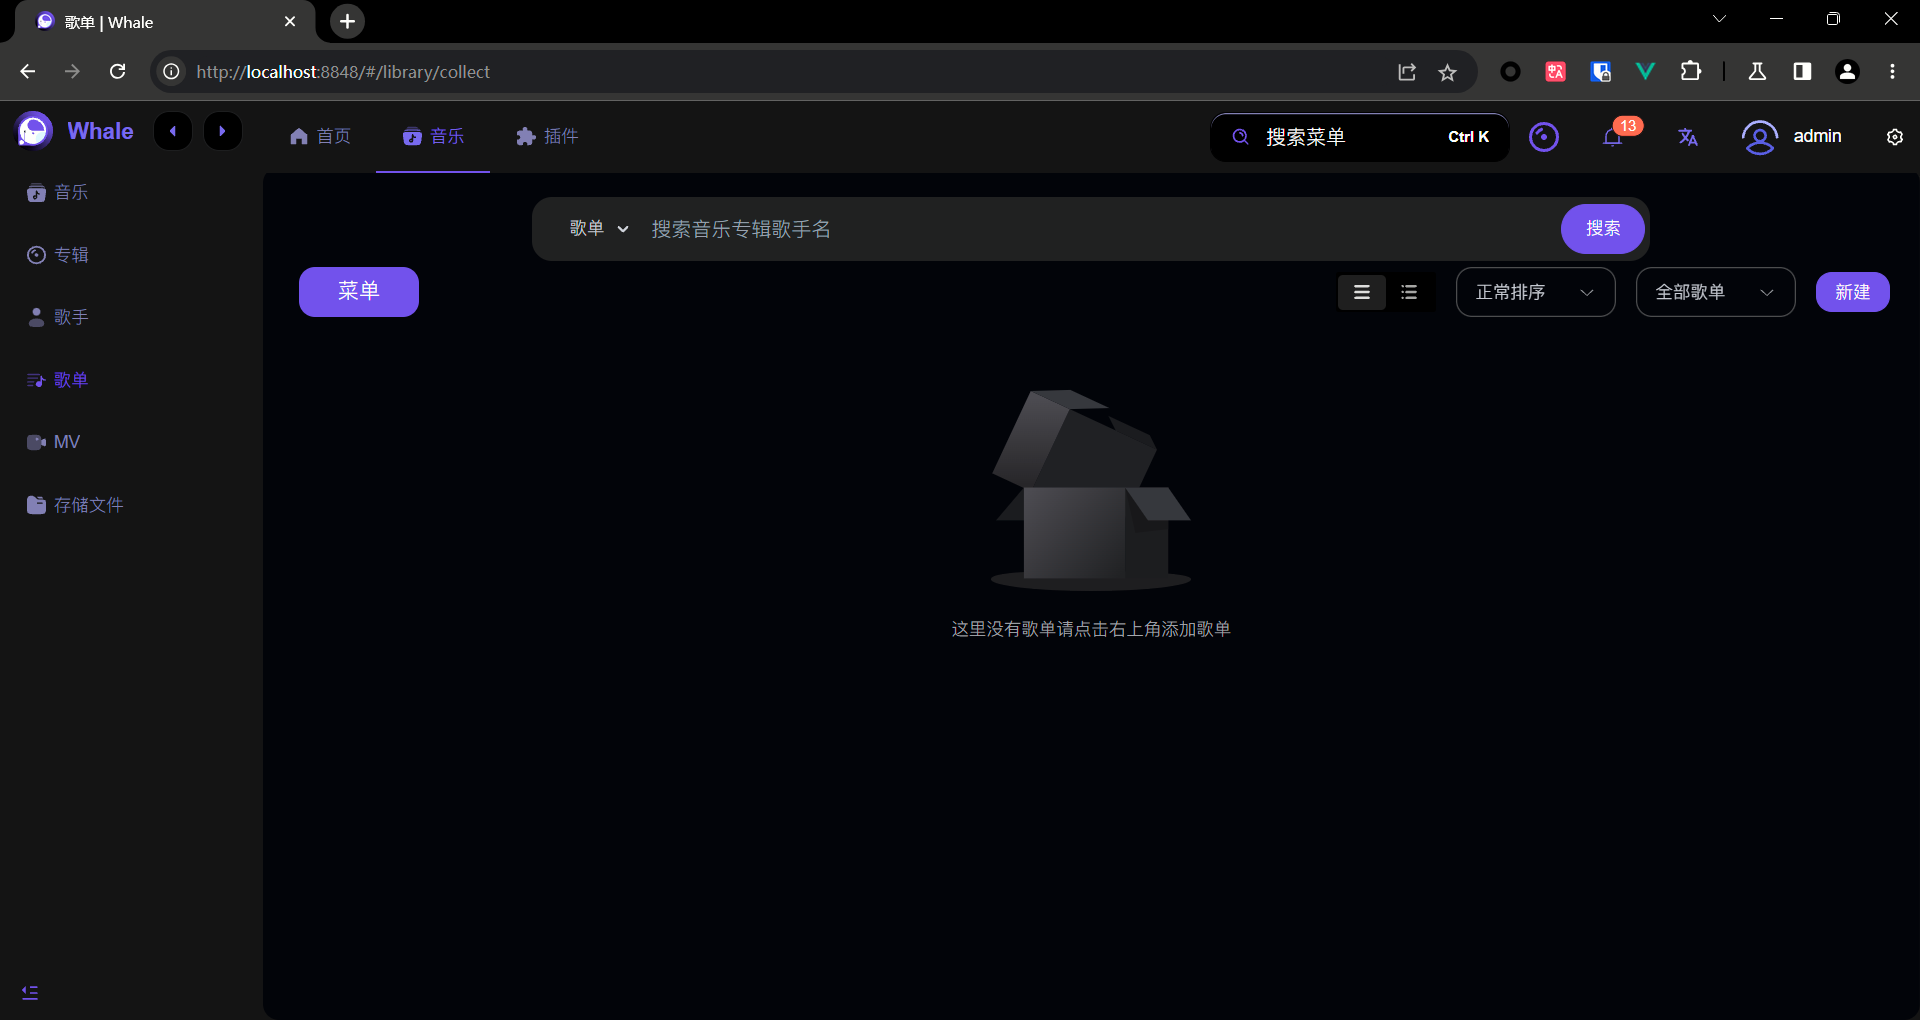 歌单 | Whale
http://localhost:8848/#/library/collect
Whale
首页
音乐
插件
搜索菜单
Ctrl K
13
admin
音乐
专辑
歌手
歌单
MV
存储文件
歌单
搜索音乐专辑歌手名
搜索
菜单
正常排序
全部歌单
新建
这里没有歌单请点击右上角添加歌单